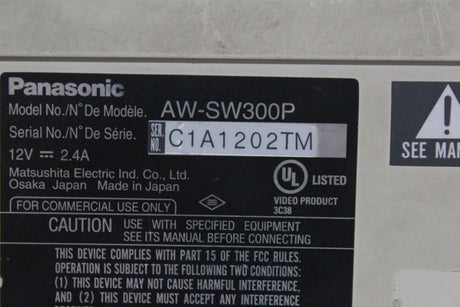 Panasonic
Model No./N° De Modèle. AW-SW300P
Serial No./N° De Série. SER. NO. C1A1202TM
12V 2.4A
Matsushita Electric Ind. Co., Ltd.
Osaka Japan Made in Japan
UL LISTED
VIDEO PRODUCT
3C38
FOR COMMERCIAL USE ONLY
CAUTION USE WITH SPECIFIED EQUIPMENT
SEE ITS MANUAL BEFORE CONNECTING
THIS DEVICE COMPLIES WITH PART 15 OF THE FCC RULES.
OPERATION IS SUBJECT TO THE FOLLOWING TWO CONDITIONS:
(1) THIS DEVICE MAY NOT CAUSE HARMFUL INTERFERENCE,
AND (2) THIS DEVICE MUST ACCEPT ANY INTERFERENCE
SEE MAN